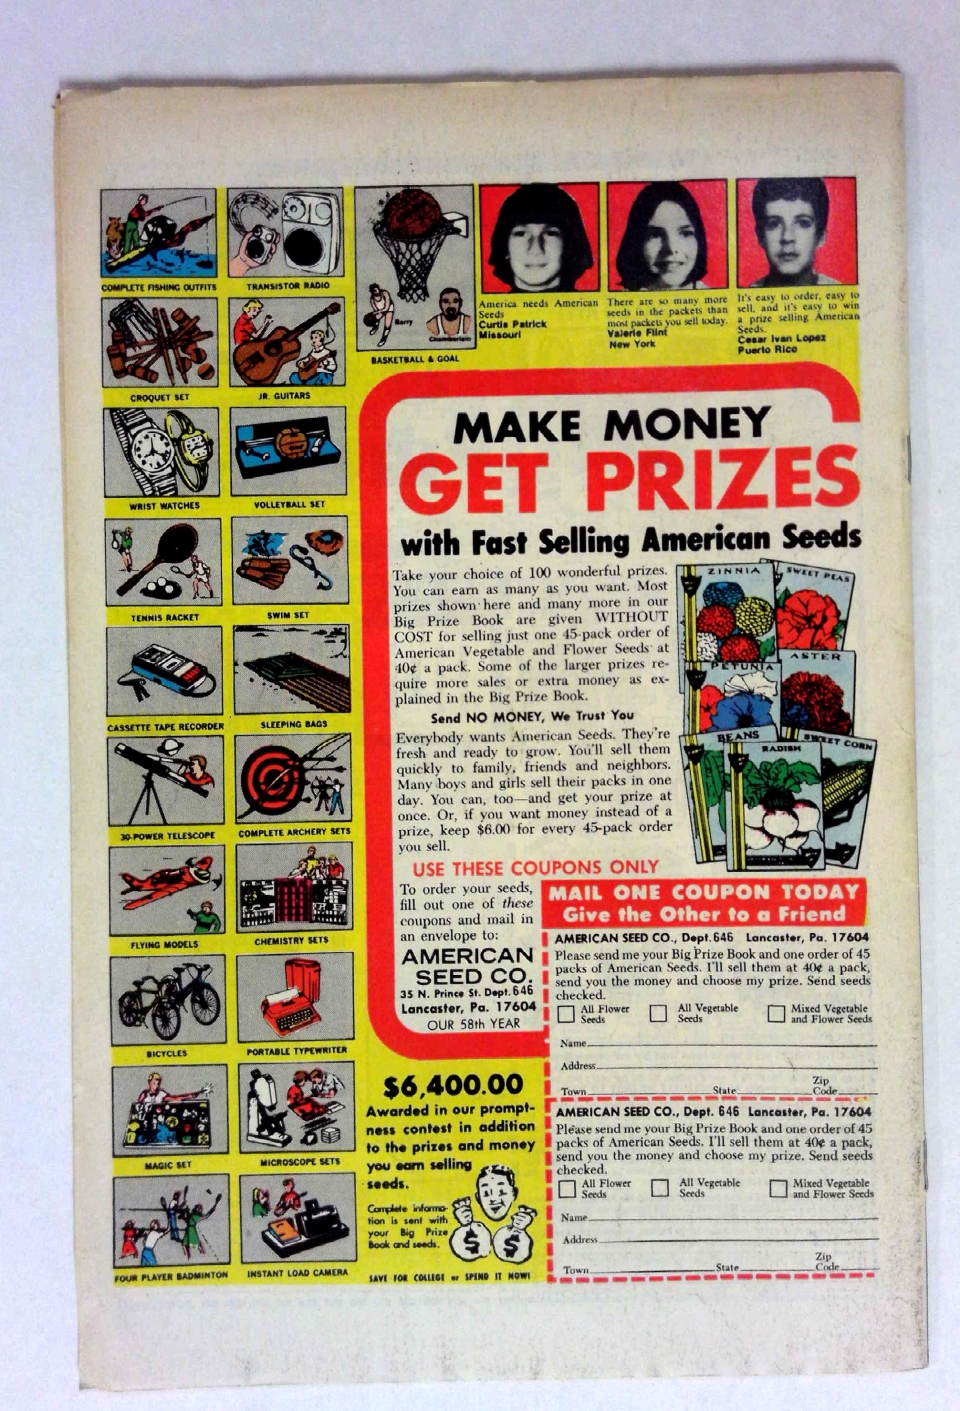 COMPLETE FISHING OUTFITS
TRANSISTOR RADIO
Barry
Chamberlain
BASKETBALL & GOAL
America needs American
Seeds
Curtis Patrick
Missouri
There are so many more
seeds in the packets than
most packets you sell today.
Valerie Flint
New York
It's easy to order, easy to
sell, and it's easy to win
a prize selling American
Seeds.
Cesar Ivan Lopez
Puerto Rico
CROQUET SET
JR. GUITARS
WRIST WATCHES
VOLLEYBALL SET
TENNIS RACKET
SWIM SET
CASSETTE TAPE RECORDER
SLEEPING BAGS
30-POWER TELESCOPE
COMPLETE ARCHERY SETS
FLYING MODELS
CHEMISTRY SETS
BICYCLES
PORTABLE TYPEWRITER
MAGIC SET
MICROSCOPE SETS
FOUR PLAYER BADMINTON
INSTANT LOAD CAMERA
MAKE MONEY
GET PRIZES
with Fast Selling American Seeds
Take your choice of 100 wonderful prizes.
You can earn as many as you want. Most
prizes shown here and many more in our
Big Prize Book are given WITHOUT
COST for selling just one 45-pack order of
American Vegetable and Flower Seeds at
40¢ a pack. Some of the larger prizes re-
quire more sales or extra money as ex-
plained in the Big Prize Book.
Send NO MONEY, We Trust You
Everybody wants American Seeds. They're
fresh and ready to grow. You'll sell them
quickly to family, friends and neighbors.
Many boys and girls sell their packs in one
day. You can, too—and get your prize at
once. Or, if you want money instead of a
prize, keep $6.00 for every 45-pack order
you sell.
ZINNIA
SWEET PEAS
PETUNIA
ASTER
BEANS
RADISH
SWEET CORN
USE THESE COUPONS ONLY
To order your seeds,
fill out one of these
coupons and mail in
an envelope to:
AMERICAN
SEED CO.
35 N. Prince St. Dept. 646
Lancaster, Pa. 17604
OUR 58th YEAR
MAIL ONE COUPON TODAY
Give the Other to a Friend
AMERICAN SEED CO., Dept. 646 Lancaster, Pa. 17604
Please send me your Big Prize Book and one order of 45
packs of American Seeds. I'll sell them at 40¢ a pack,
send you the money and choose my prize. Send seeds
checked.
All Flower Seeds
All Vegetable Seeds
Mixed Vegetable and Flower Seeds
Name
Address
Town State Zip Code
AMERICAN SEED CO., Dept. 646 Lancaster, Pa. 17604
Please send me your Big Prize Book and one order of 45
packs of American Seeds. I'll sell them at 40¢ a pack,
send you the money and choose my prize. Send seeds
checked.
All Flower Seeds
All Vegetable Seeds
Mixed Vegetable and Flower Seeds
Name
Address
Town State Zip Code
$6,400.00
Awarded in our prompt-
ness contest in addition
to the prizes and money
you earn selling
seeds.
Complete informa-
tion is sent with
your Big Prize
Book and seeds.
$ $
SAVE FOR COLLEGE or SPEND IT NOW!